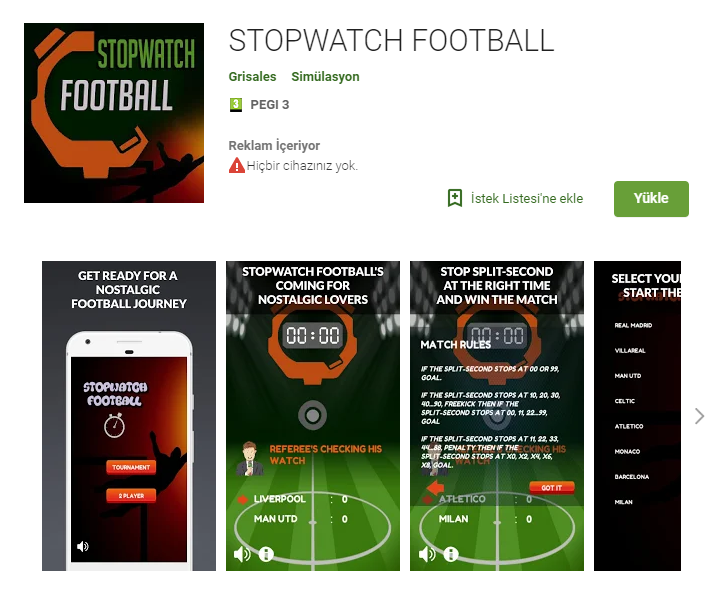 STOPWATCH
FOOTBALL
STOPWATCH FOOTBALL
Grisales Simülasyon
3 PEGI 3
Reklam İçeriyor
Hiçbir cihazınız yok.
İstek Listesi'ne ekle
Yükle
GET READY FOR A
NOSTALGIC
FOOTBALL JOURNEY
STOPWATCH
FOOTBALL
TOURNAMENT
2 PLAYER
STOPWATCH FOOTBALL'S
COMING FOR
NOSTALGIC LOVERS
00:00
REFEREE'S CHECKING HIS
WATCH
LIVERPOOL : 0
MAN UTD : 0
STOP SPLIT-SECOND
AT THE RIGHT TIME
AND WIN THE MATCH
00:00
MATCH RULES
IF THE SPLIT-SECOND STOPS AT 00 OR 99,
GOAL.
IF THE SPLIT-SECOND STOPS AT 10, 20, 30,
40...90, FREEKICK THEN IF THE
SPLIT-SECOND STOPS AT 00, 11, 22...99,
GOAL
IF THE SPLIT-SECOND STOPS AT 11, 22, 33,
44...88, PENALTY THEN IF THE
SPLIT-SECOND STOPS AT X0, X2, X4, X6,
X8, GOAL.
CHECKING HIS
WATCH
GOT IT
ATLETICO : 0
MILAN : 0
SELECT YOU
START THE
REAL MADRID
VILLAREAL
MAN UTD
CELTIC
ATLETICO
MONACO
BARCELONA
MILAN